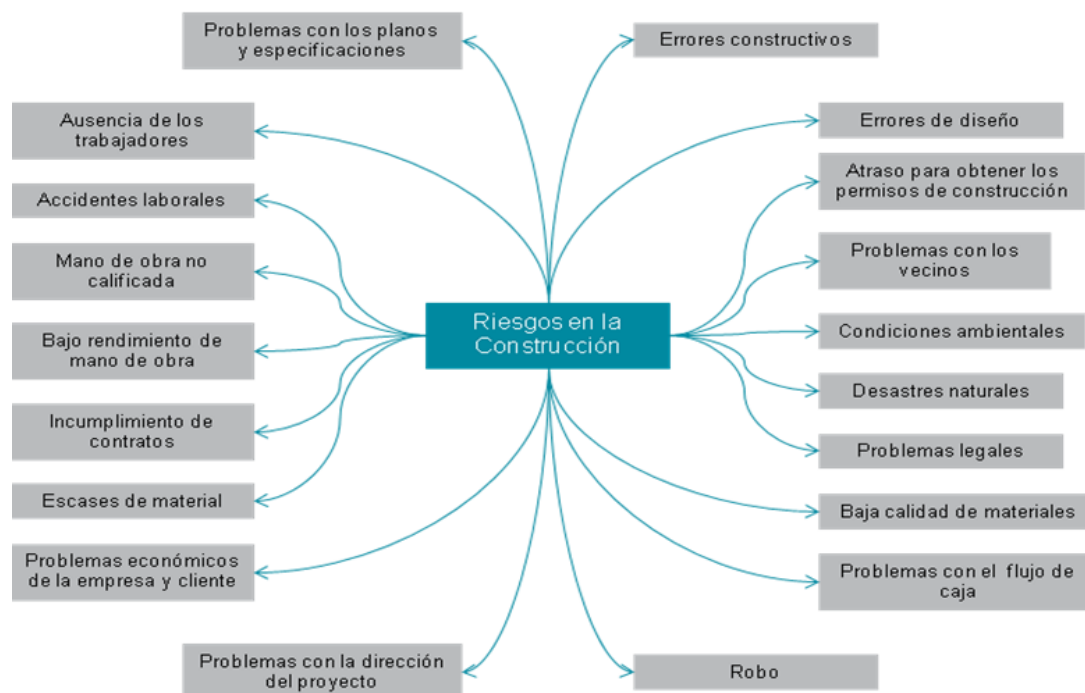 Problemas con los planos
y especificaciones
Errores constructivos
Ausencia de los
trabajadores
Errores de diseño
Accidentes laborales
Atraso para obtener los
permisos de construcción
Mano de obra no
calificada
Problemas con los
vecinos
Riesgos en la
Construcción
Bajo rendimiento de
mano de obra
Condiciones ambientales
Desastres naturales
Incumplimiento de
contratos
Problemas legales
Escases de material
Baja calidad de materiales
Problemas económicos
de la empresa y cliente
Problemas con el flujo de
caja
Problemas con la dirección
del proyecto
Robo